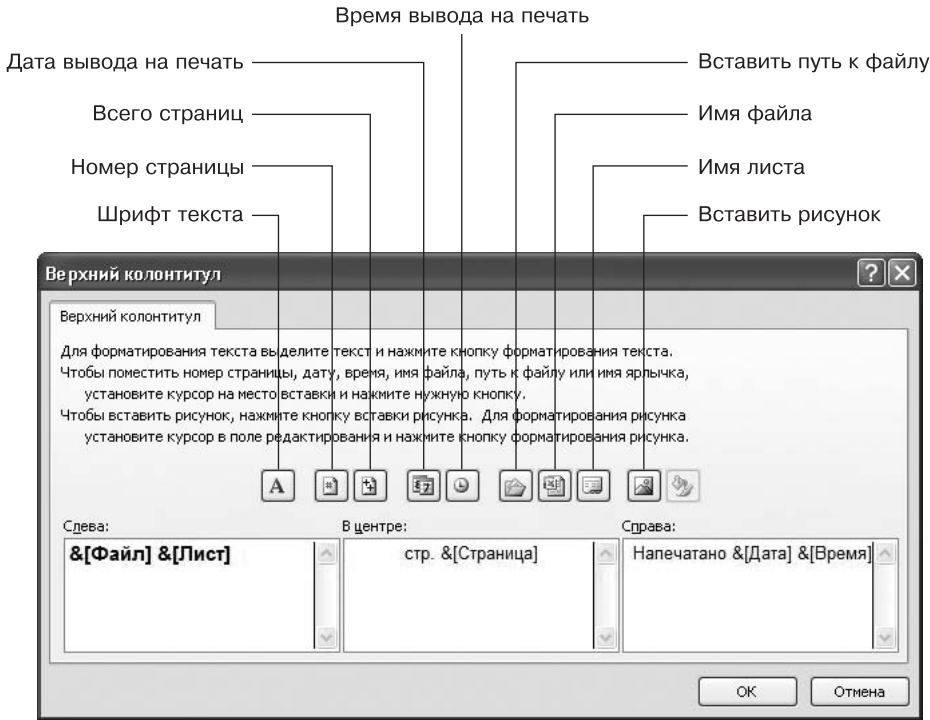 Время вывода на печать
Дата вывода на печать
Вставить путь к файлу
Всего страниц
Имя файла
Номер страницы
Имя листа
Шрифт текста
Вставить рисунок
Верхний колонтитул
Верхний колонтитул
Для форматирования текста выделите текст и нажмите кнопку форматирования текста.
Чтобы поместить номер страницы, дату, время, имя файла, путь к файлу или имя ярлычка,
установите курсор на место вставки и нажмите нужную кнопку.
Чтобы вставить рисунок, нажмите кнопку вставки рисунка. Для форматирования рисунка
установите курсор в поле редактирования и нажмите кнопку форматирования рисунка.
A
Слева:
В центре:
Справа:
&[Файл] &[Лист]
стр. &[Страница]
Напечатано &[Дата] &[Время]
ОК
Отмена